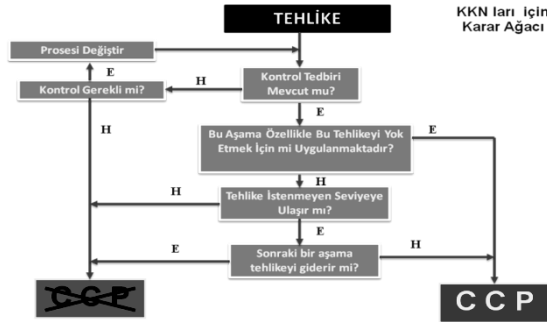 TEHLİKE
KKN ları için
Karar Ağacı
Prosesi Değiştir
E
Kontrol Gerekli mi?
H
Kontrol Tedbiri
Mevcut mu?
E
H
Bu Aşama Özellikle Bu Tehlikeyi Yok
Etmek İçin mi Uygulanmaktadır?
E
H
H
Tehlike İstenmeyen Seviyeye
Ulaşır mı?
E
E
Sonraki bir aşama
tehlikeyi giderir mi?
H
CCP
CCP